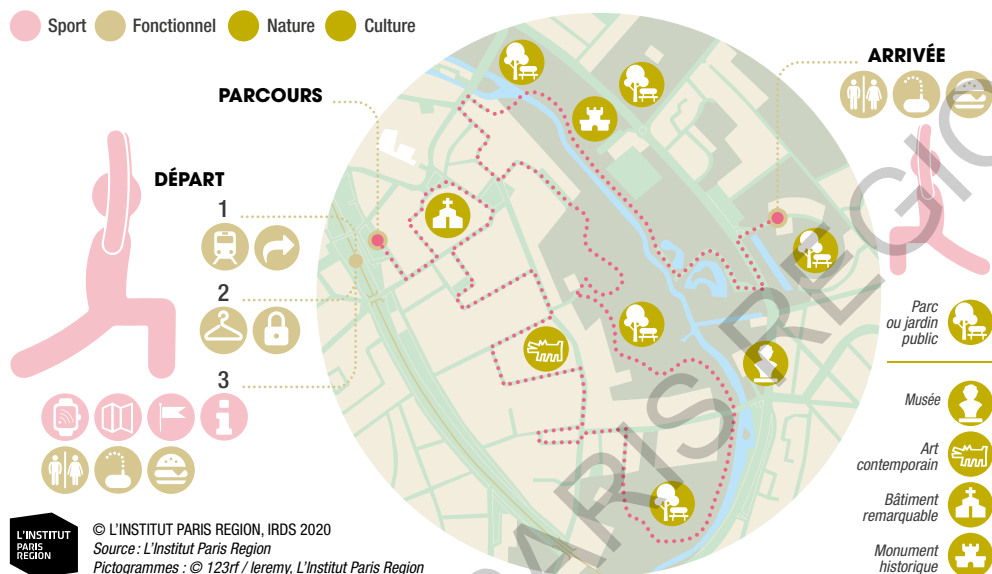 Sport Fonctionnel Nature Culture
PARCOURS
ARRIVÉE
DÉPART
1
2
3
Parc
ou jardin
public
Musée
Art
contemporain
Bâtiment
remarquable
Monument
historique
L'INSTITUT
PARIS
REGION
© L'INSTITUT PARIS REGION, IRDS 2020
Source : L'Institut Paris Region
Pictogrammes : © 123rf / leremy, L'Institut Paris Region
PARIS REGIO